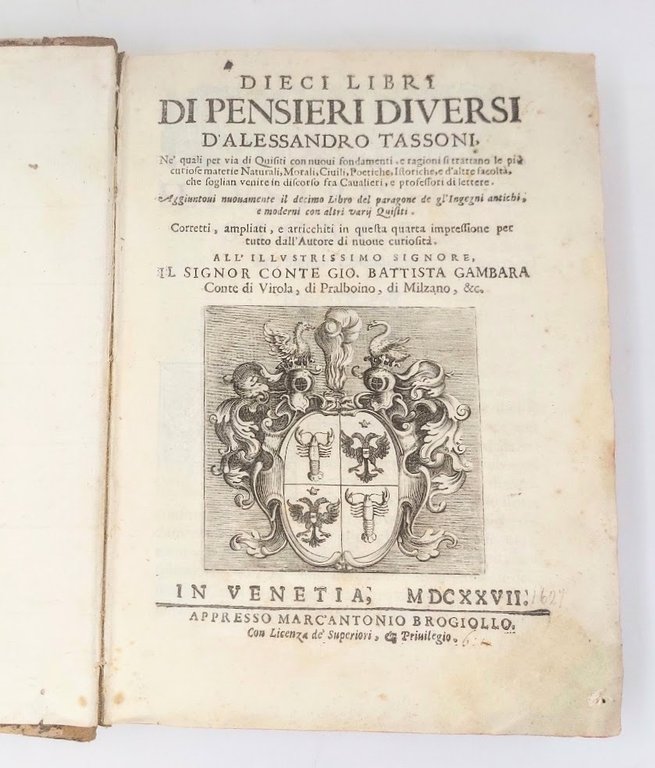 DIECI LIBRI
DI PENSIERI DIVERSI
D'ALESSANDRO TASSONI,
Ne' quali per via di Quisiti con nuoui fondamenti, e ragioni si trattano le più
curiose materie Naturali, Morali, Ciuili, Poetiche, Istoriche, e d'altre facoltà,
che soglian venire in discorso fra Caualieri, e professori di lettere.
Aggiuntoui nuouamente il decimo Libro del paragone de gl'Ingegni antichi,
e moderni con altri varij Quisiti.
Corretti, ampliati, e arricchiti in questa quarta impressione per
tutto dall'Autore di nuoue curiosità.
ALL'ILLVSTRISSIMO SIGNORE,
IL SIGNOR CONTE GIO. BATTISTA GAMBARA
Conte di Virola, di Pralboino, di Milzano, &c.
IN VENETIA, MDCXXVII. 1627
APPRESSO MARC'ANTONIO BROGIOLLO.
Con Licenza de' Superiori, & Priuilegio.